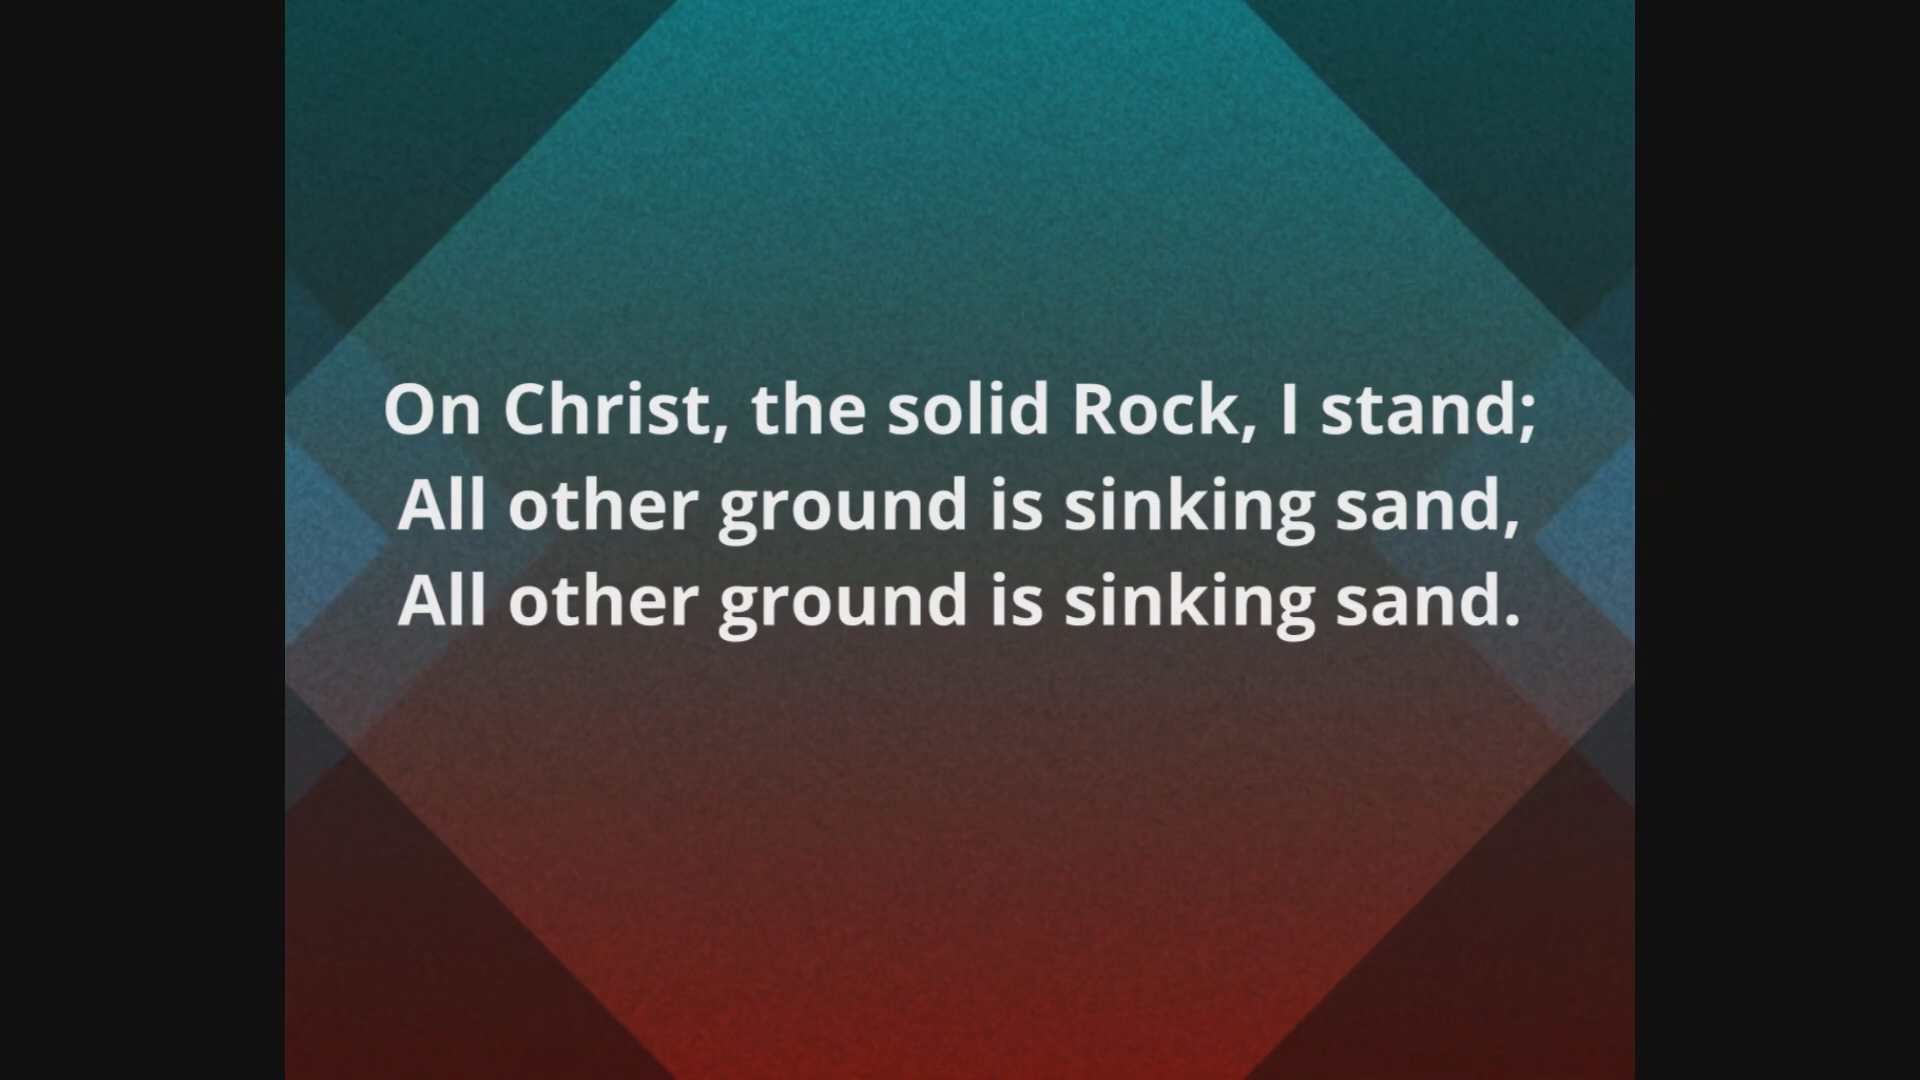 On Christ, the solid Rock, I stand;
All other ground is sinking sand,
All other ground is sinking sand.